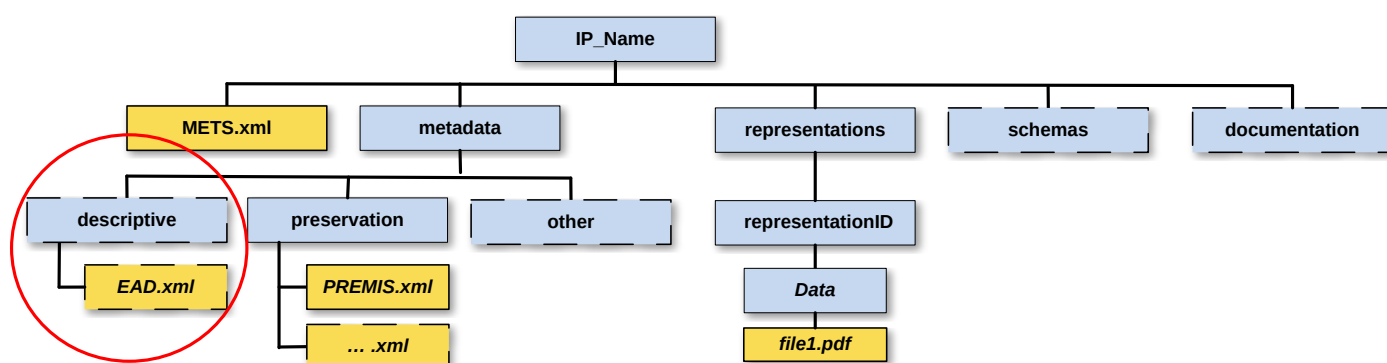 IP_Name
METS.xml
metadata
representations
schemas
documentation
descriptive
preservation
other
representationID
EAD.xml
PREMIS.xml
Data
... .xml
file1.pdf